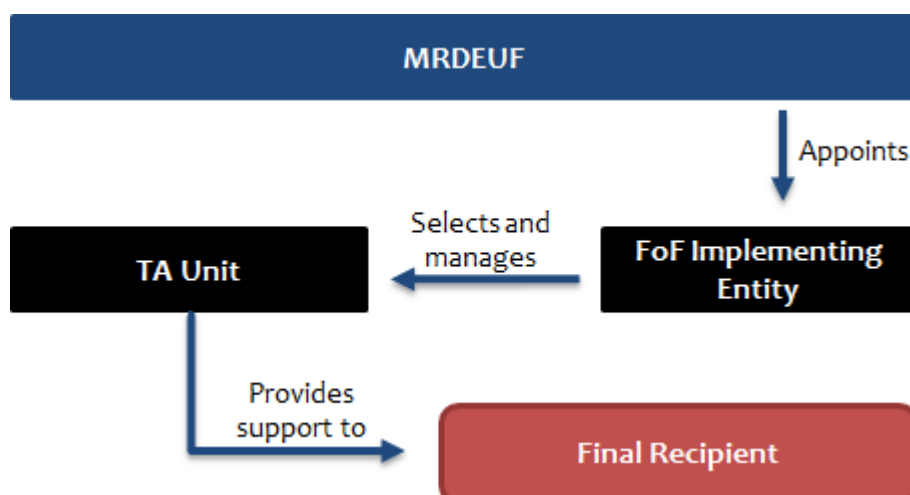 MRDEUF
Appoints
Selects and
manages
TA Unit
FoF Implementing
Entity
Provides
support to
Final Recipient